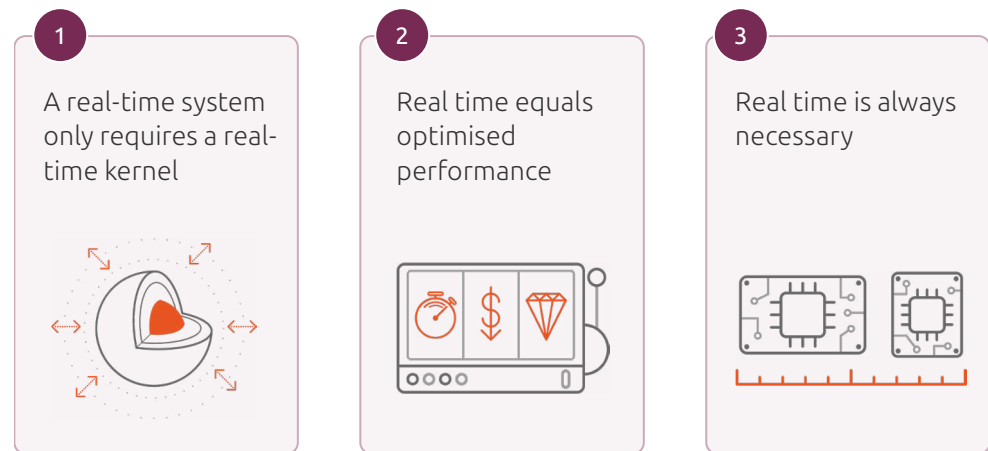 1
A real-time system
only requires a real-
time kernel
2
Real time equals
optimised
performance
3
Real time is always
necessary